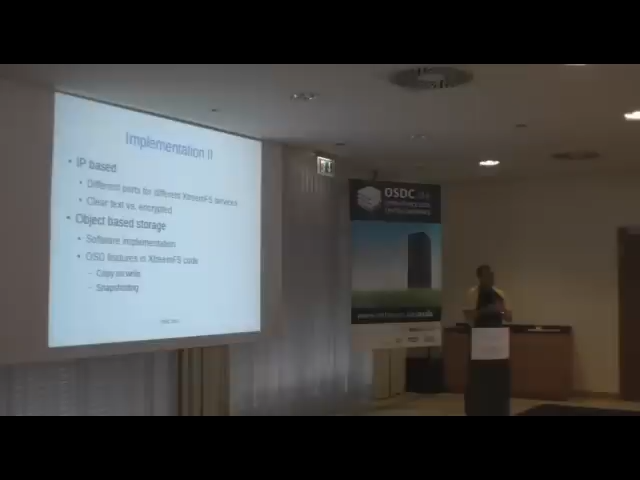 Implementation II
• IP based
• Different ports for different XtreemFS services
• Clear text vs. encrypted
• Object based storage
• Software implementation
• OSD features in XtreemFS code
– Copy on write
– Snapshotting
OSDC